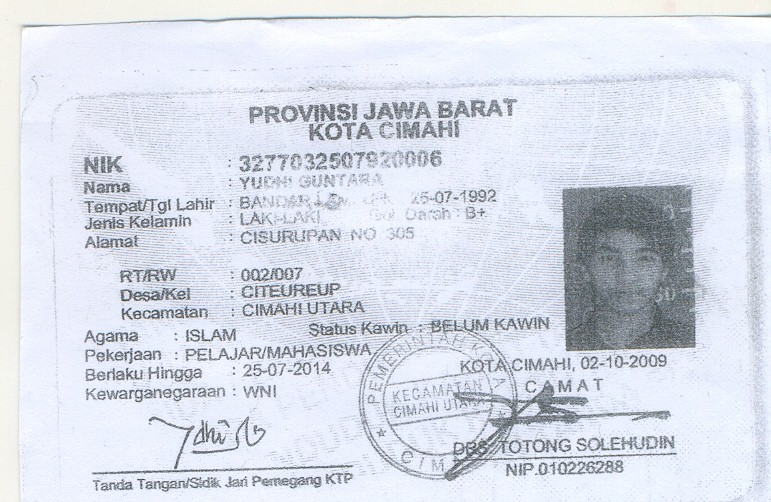 PROVINSI JAWA BARAT
KOTA CIMAHI
NIK : 3277032507920006
Nama : YUDHI GUNTARA
Tempat/Tgl Lahir : 25-07-1992
Jenis Kelamin : LAKI-LAKI Gol Darah : B+
Alamat : CISURUPAN NO 305
RT/RW : 002/007
Desa/Kel : CITEUREUP
Kecamatan : CIMAHI UTARA
Agama : ISLAM Status Kawin : BELUM KAWIN
Pekerjaan : PELAJAR/MAHASISWA
Berlaku Hingga : 25-07-2014
Kewarganegaraan : WNI
KOTA CIMAHI, 02-10-2009
CAMAT
PEMERINTAH KOTA
KECAMATAN
CIMAHI UTARA
DRS. TOTONG SOLEHUDIN
NIP.010226288
Tanda Tangan/Sidik Jari Pemegang KTP